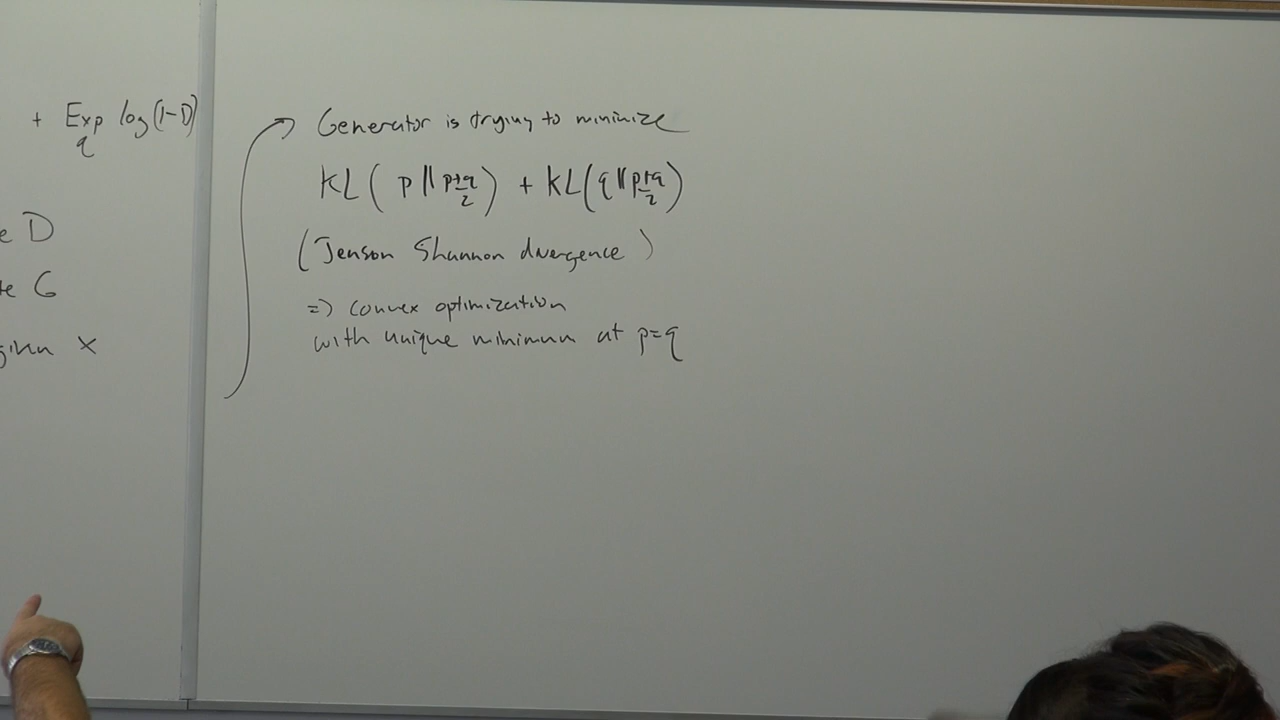 + Exp log(1-D)
q
e D
te G
given x
Generator is trying to minimize
KL( p || p+q/2 ) + KL( q || p+q/2 )
(Jenson Shannon divergence)
=> convex optimization
with unique minimum at p=q